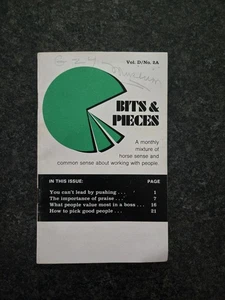 Vol. D/No. 5A
BITS &
PIECES
A monthly
mixture of
horse sense and
common sense about working with people.
IN THIS ISSUE: PAGE
You can't lead by pushing . . . 1
The importance of praise . . . 7
What people value most in a boss . . . 16
How to pick good people . . . 21